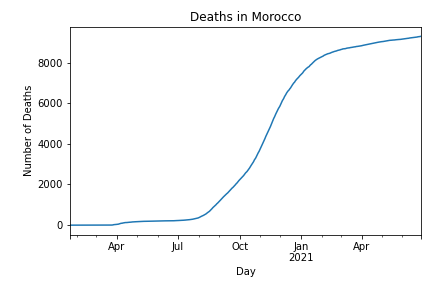 Deaths in Morocco
Number of Deaths
8000
6000
4000
2000
0
Apr Jul Oct Jan Apr
2021
Day